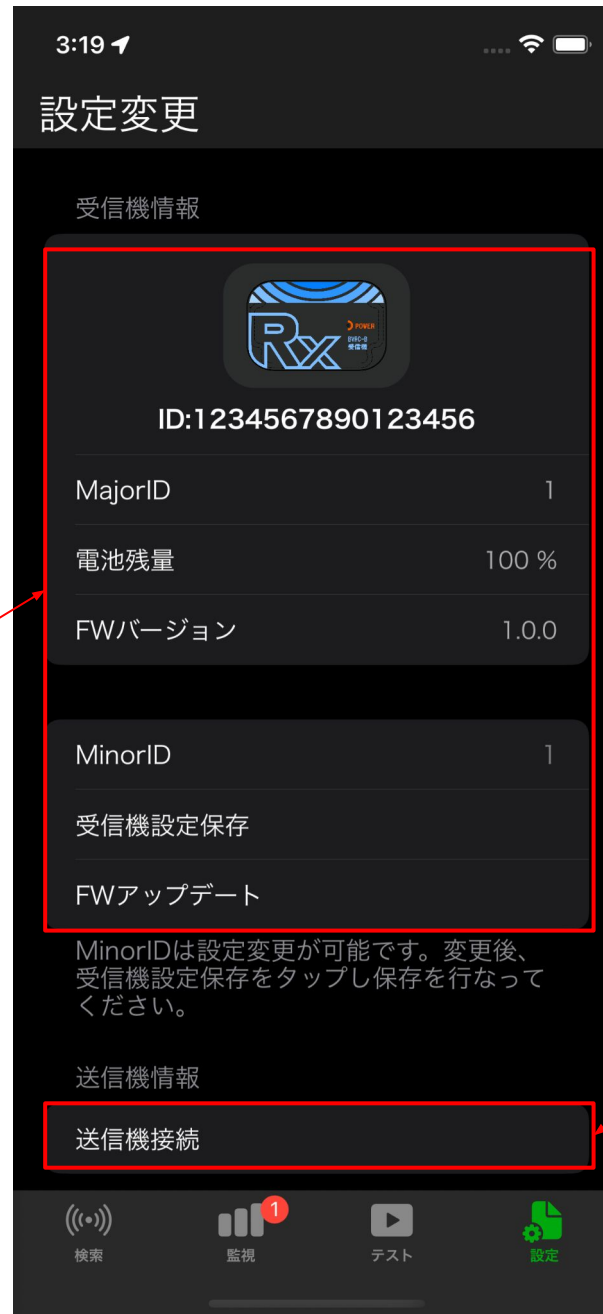 3:19
設定変更
受信機情報
Rx
POWER
BVRC-B
受信機
ID:1234567890123456
MajorID 1
電池残量 100 %
FWバージョン 1.0.0
MinorID 1
受信機設定保存
FWアップデート
MinorIDは設定変更が可能です。変更後、
受信機設定保存をタップし保存を行なって
ください。
送信機情報
送信機接続
1
検索 監視 テスト 設定